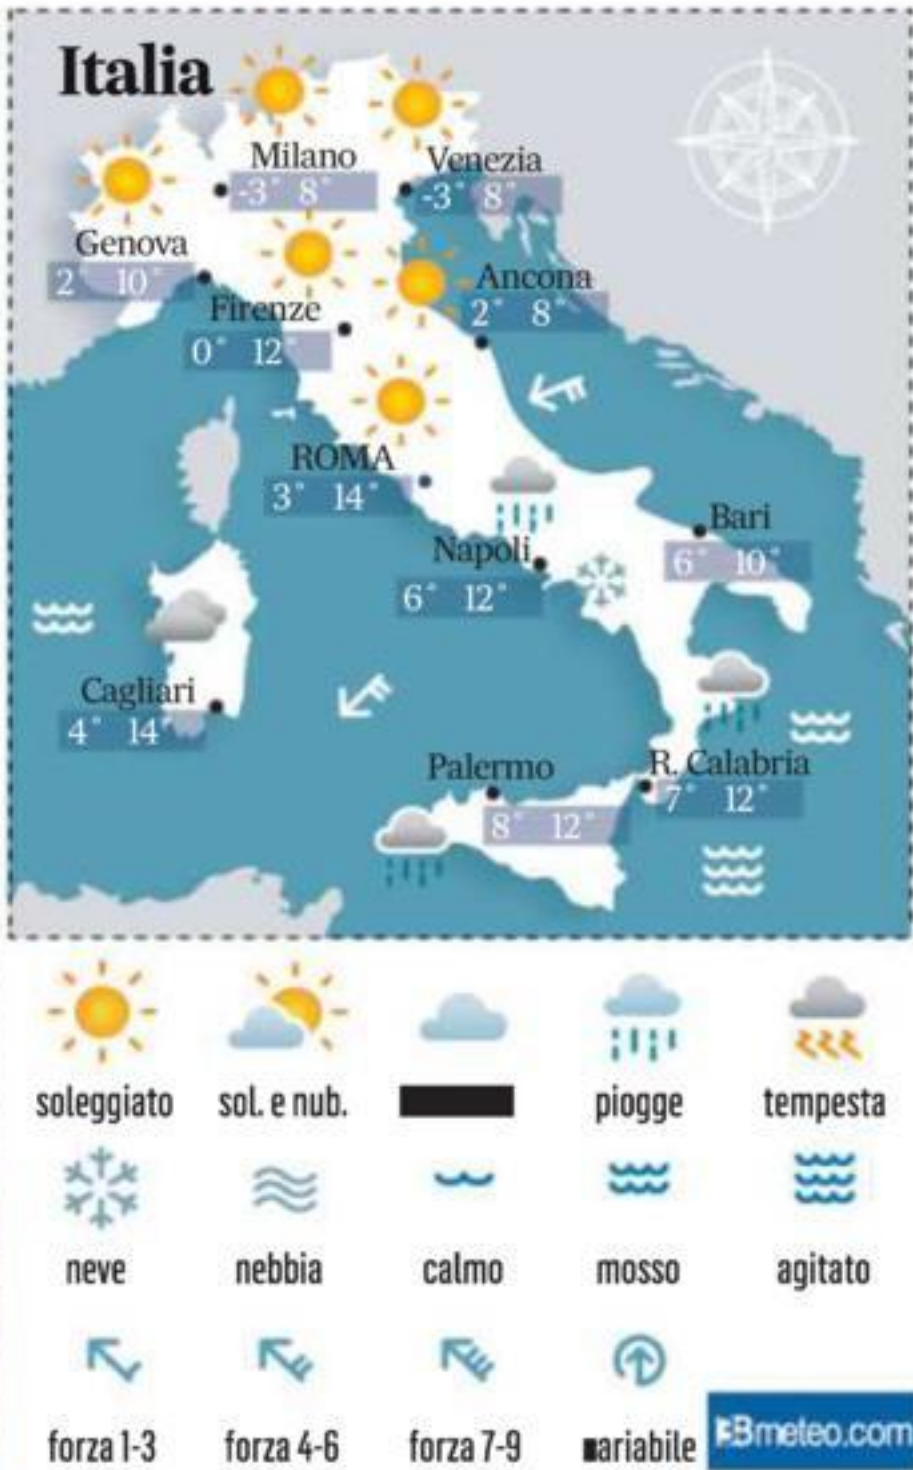 Italia
Milano
-3° 8°
Venezia
-3° 8°
Genova
2° 10°
Firenze
0° 12°
Ancona
2° 8°
ROMA
3° 14°
Napoli
6° 12°
Bari
6° 10°
Cagliari
4° 14°
Palermo
8° 12°
R. Calabria
7° 12°
soleggiato sol. e nub. piogge tempesta
neve nebbia calmo mosso agitato
forza 1-3 forza 4-6 forza 7-9 ariabile
3Bmeteo.com